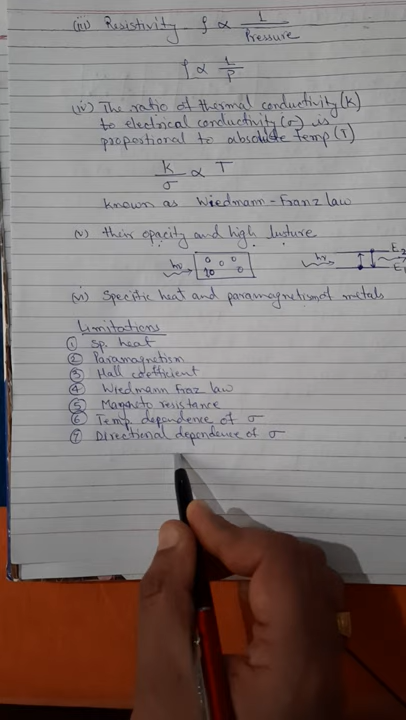 (iii) Resistivity ρ ∝ 1/Pressure
ρ ∝ 1/P
(iv) The ratio of thermal conductivity (K)
to electrical conductivity (σ) is
proportional to absolute temp (T)
K/σ ∝ T
known as Wiedmann-Franz law
(v) their opacity and high lusture
hν hν E2
E1
(vi) Specific heat and paramagnetism of metals
Limitations
① Sp. heat
② Paramagnetism
③ Hall coefficient
④ Wiedmann Fraz law
⑤ Magneto resistance
⑥ Temp. dependence of σ
⑦ Directional dependence of σ